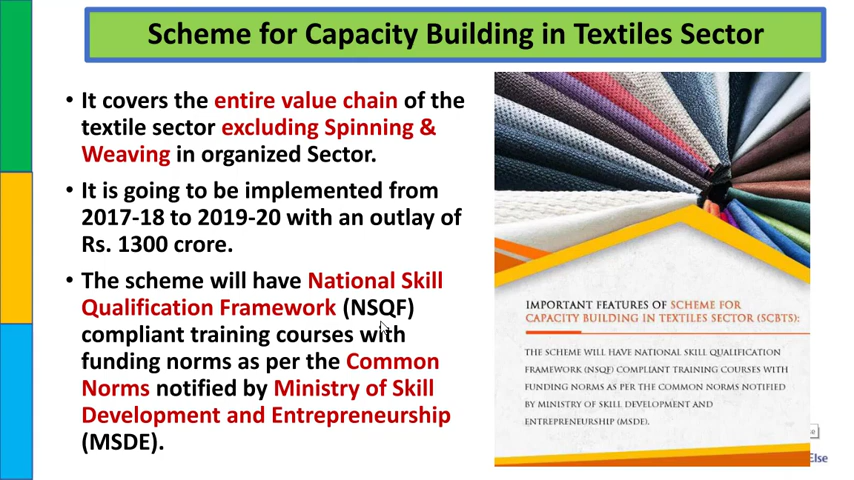 Scheme for Capacity Building in Textiles Sector
• It covers the entire value chain of the
textile sector excluding Spinning &
Weaving in organized Sector.
• It is going to be implemented from
2017-18 to 2019-20 with an outlay of
Rs. 1300 crore.
• The scheme will have National Skill
Qualification Framework (NSQF)
compliant training courses with
funding norms as per the Common
Norms notified by Ministry of Skill
Development and Entrepreneurship
(MSDE).
IMPORTANT FEATURES OF SCHEME FOR
CAPACITY BUILDING IN TEXTILES SECTOR (SCBTS):
THE SCHEME WILL HAVE NATIONAL SKILL QUALIFICATION
FRAMEWORK (NSQF) COMPLIANT TRAINING COURSES WITH
FUNDING NORMS AS PER THE COMMON NORMS NOTIFIED
BY MINISTRY OF SKILL DEVELOPMENT AND
ENTREPRENEURSHIP (MSDE).
Else